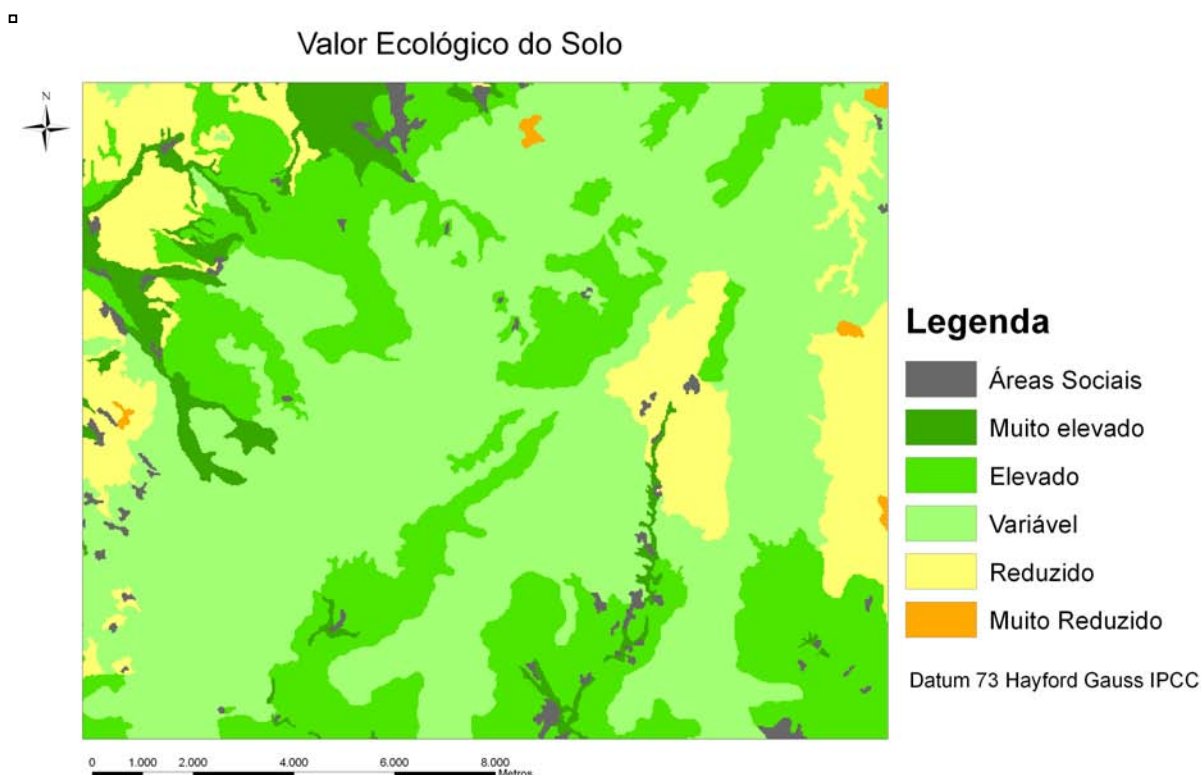 Valor Ecológico do Solo
N
Legenda
Áreas Sociais
Muito elevado
Elevado
Variável
Reduzido
Muito Reduzido
Datum 73 Hayford Gauss IPCC
0 1.000 2.000 4.000 6.000 8.000
Metros